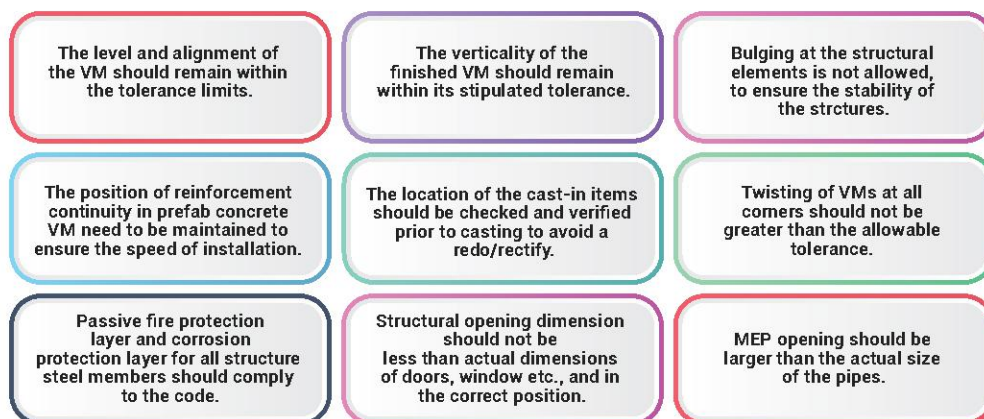 The level and alignment of
the VM should remain within
the tolerance limits.
The verticality of the
finished VM should remain
within its stipulated tolerance.
Bulging at the structural
elements is not allowed,
to ensure the stability of
the strctures.
The position of reinforcement
continuity in prefab concrete
VM need to be maintained to
ensure the speed of installation.
The location of the cast-in items
should be checked and verified
prior to casting to avoid a
redo/rectify.
Twisting of VMs at all
corners should not be
greater than the allowable
tolerance.
Passive fire protection
layer and corrosion
protection layer for all structure
steel members should comply
to the code.
Structural opening dimension
should not be
less than actual dimensions
of doors, window etc., and in
the correct position.
MEP opening should be
larger than the actual size
of the pipes.